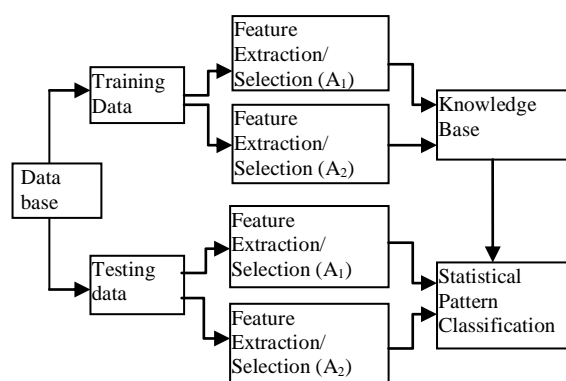 Feature
Extraction/
Selection (A₁)
Training
Data
Feature
Extraction/
Selection (A₂)
Knowledge
Base
Data
base
Feature
Extraction/
Selection (A₁)
Testing
data
Feature
Extraction/
Selection (A₂)
Statistical
Pattern
Classification